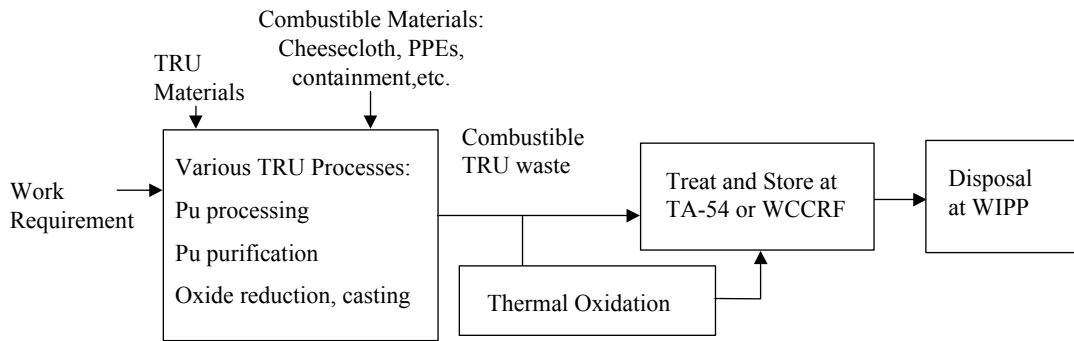 Combustible Materials:
Cheesecloth, PPEs,
containment,etc.
TRU
Materials
Work
Requirement
Various TRU Processes:
Pu processing
Pu purification
Oxide reduction, casting
Combustible
TRU waste
Thermal Oxidation
Treat and Store at
TA-54 or WCCRF
Disposal
at WIPP